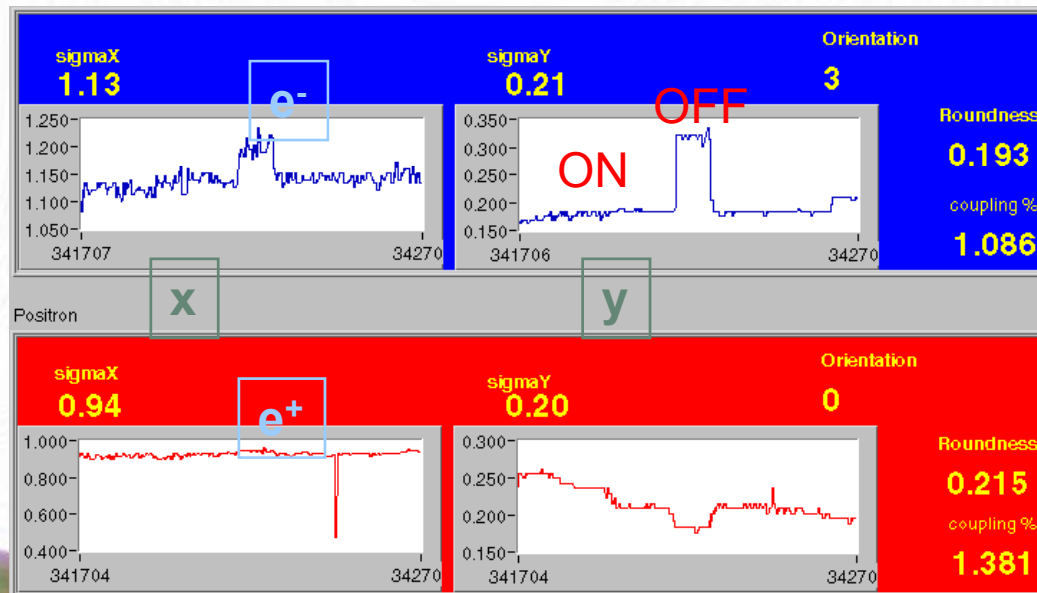 sigmaX
1.13
e-
sigmaY
0.21
OFF
Orientation
3
1.250
1.200
1.150
1.100
1.050
341707
34270
0.350
0.300
0.250
0.200
0.150
ON
341706
34270
Roundness
0.193
coupling %
1.086
x
y
Positron
sigmaX
0.94
e+
sigmaY
0.20
Orientation
0
1.000
0.800
0.600
0.400
341704
34270
0.300
0.250
0.200
0.150
341704
34270
Roundness
0.215
coupling %
1.381